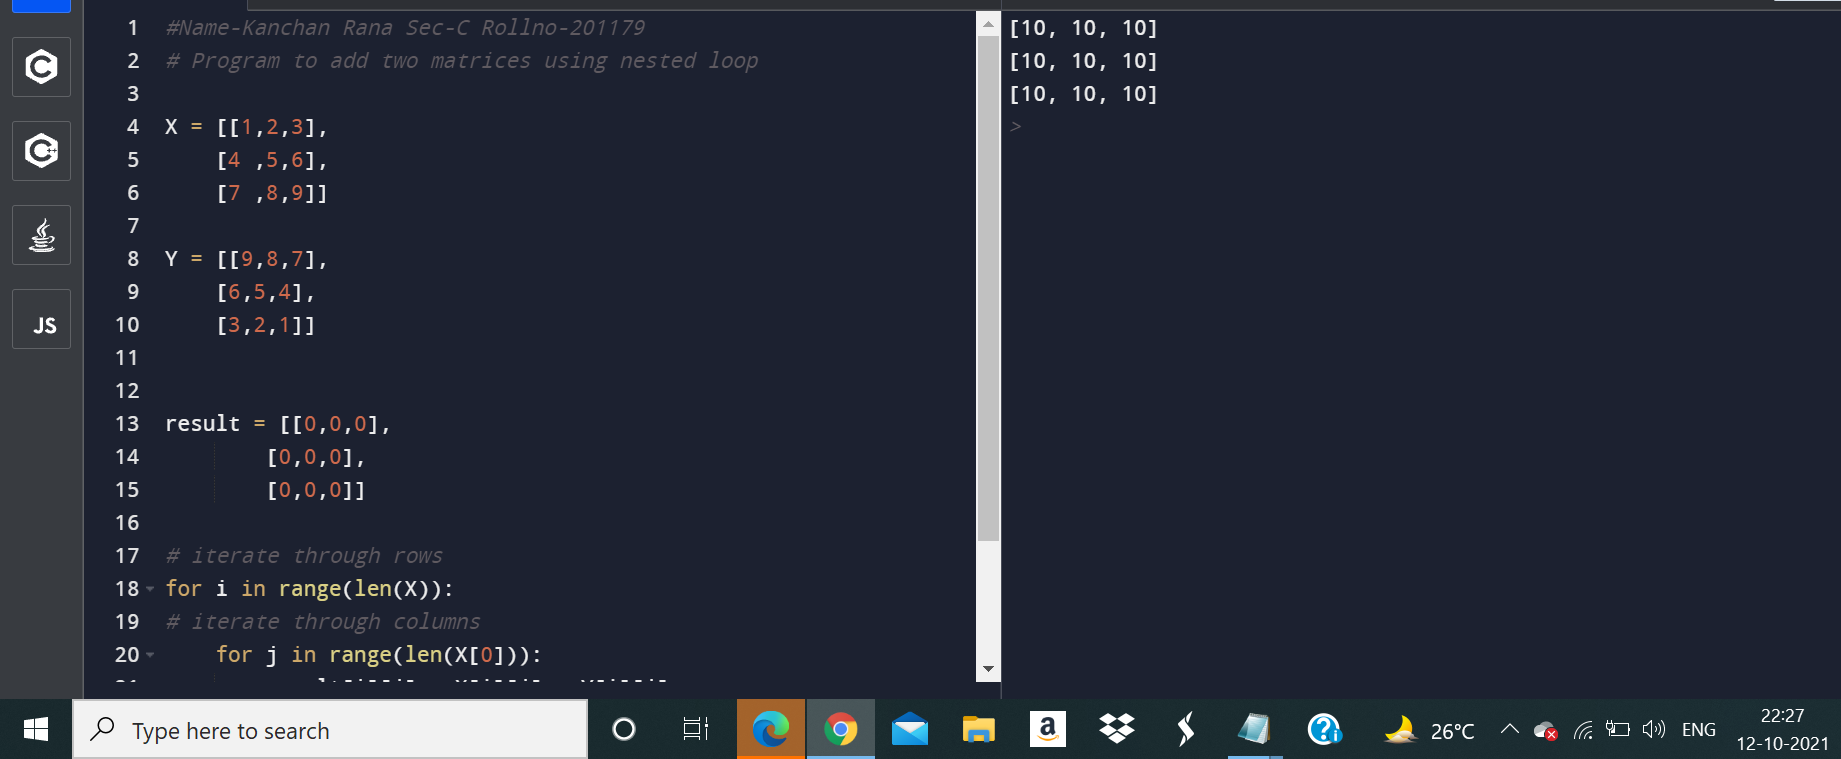 1 #Name-Kanchan Rana Sec-C Rollno-201179
2 # Program to add two matrices using nested loop
3
4 X = [[1,2,3],
5 [4 ,5,6],
6 [7 ,8,9]]
7
8 Y = [[9,8,7],
9 [6,5,4],
10 [3,2,1]]
11
12
13 result = [[0,0,0],
14 [0,0,0],
15 [0,0,0]]
16
17 # iterate through rows
18 for i in range(len(X)):
19 # iterate through columns
20 for j in range(len(X[0])):
[10, 10, 10]
[10, 10, 10]
[10, 10, 10]
>
C
C++
JS
Type here to search
a
26°C
ENG
22:27
12-10-2021